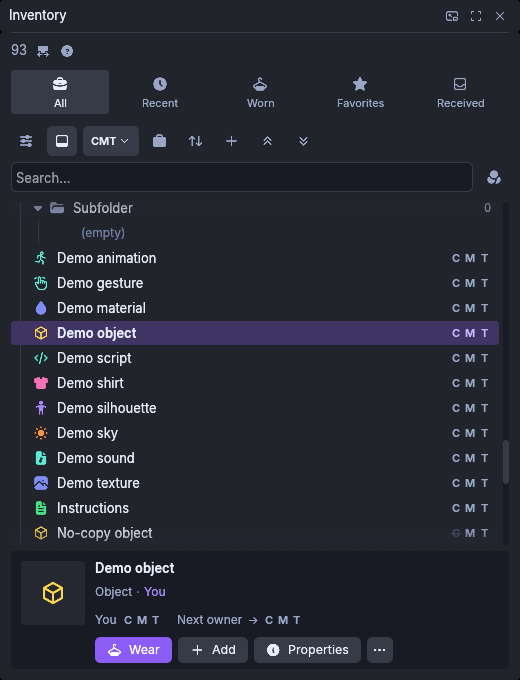 Inventory
93
All
Recent
Worn
Favorites
Received
CMT
Search...
Subfolder 0
(empty)
Demo animation C M T
Demo gesture C M T
Demo material C M T
Demo object C M T
Demo script C M T
Demo shirt C M T
Demo silhouette C M T
Demo sky C M T
Demo sound C M T
Demo texture C M T
Instructions C M T
No-copy object C M T
Demo object
Object · You
You C M T Next owner → C M T
Wear
Add
Properties